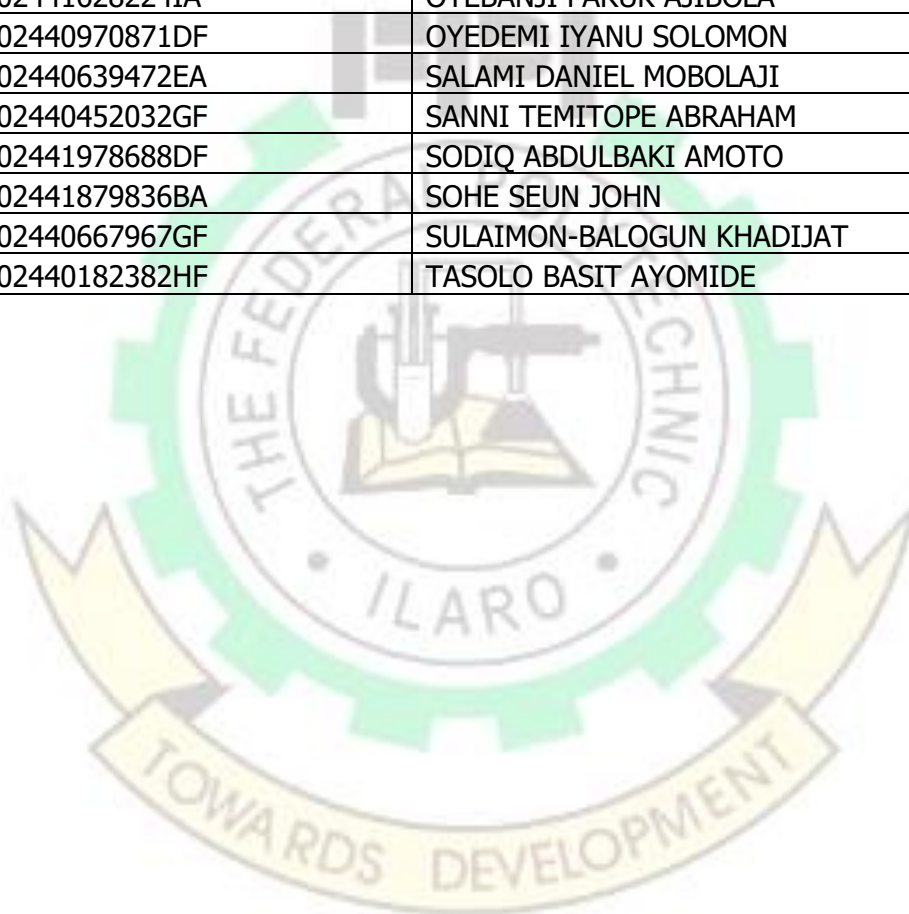 02440970871DF OYEDEMI IYANU SOLOMON
02440639472EA SALAMI DANIEL MOBOLAJI
02440452032GF SANNI TEMITOPE ABRAHAM
02441978688DF SODIQ ABDULBAKI AMOTO
02441879836BA SOHE SEUN JOHN
02440667967GF SULAIMON-BALOGUN KHADIJAT
02440182382HF TASOLO BASIT AYOMIDE
THE FEDERAL POLYTECHNIC
ILARO
TOWARDS DEVELOPMENT